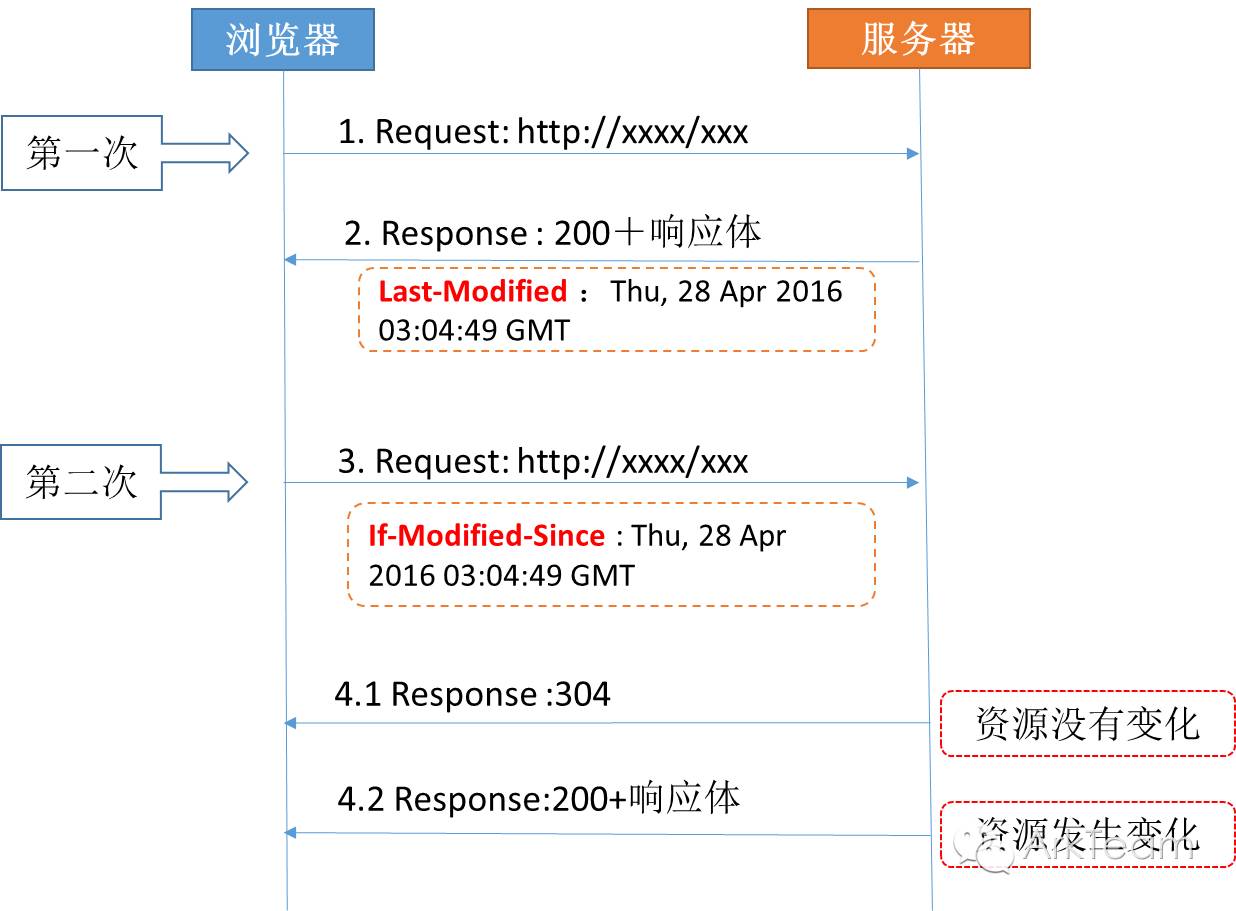 浏览器
服务器
第一次
1. Request: http://xxxx/xxx
2. Response : 200＋响应体
Last-Modified ： Thu, 28 Apr 2016
03:04:49 GMT
第二次
3. Request: http://xxxx/xxx
If-Modified-Since : Thu, 28 Apr
2016 03:04:49 GMT
4.1 Response :304
资源没有变化
4.2 Response:200+响应体
资源发生变化
ArkTeam